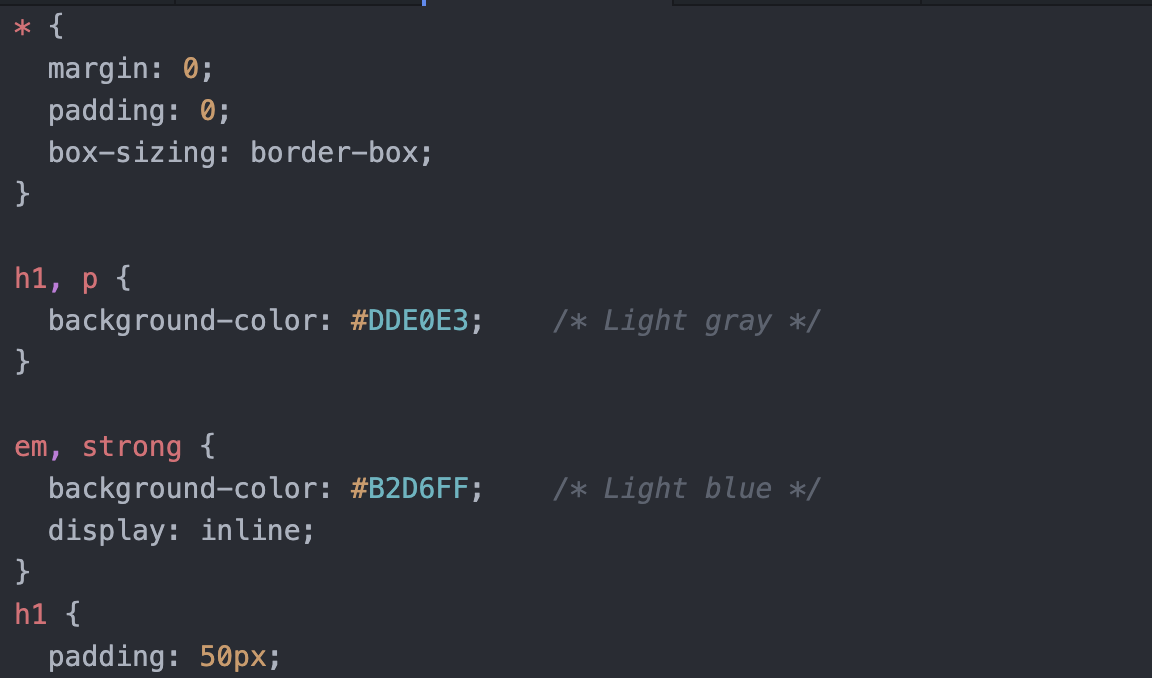 * {
  margin: 0;
  padding: 0;
  box-sizing: border-box;
}

h1, p {
  background-color: #DDE0E3;    /* Light gray */
}

em, strong {
  background-color: #B2D6FF;    /* Light blue */
  display: inline;
}
h1 {
  padding: 50px;